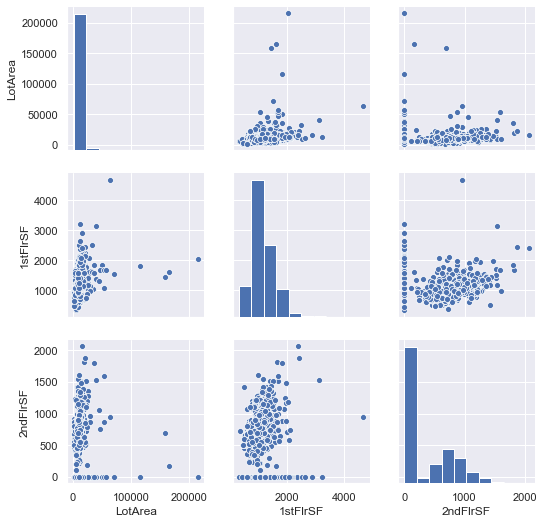 200000
150000
100000
50000
0
LotArea
4000
3000
2000
1000
1stFlrSF
2000
1500
1000
500
0
2ndFlrSF
0 100000 200000
LotArea
2000 4000
1stFlrSF
0 1000 2000
2ndFlrSF